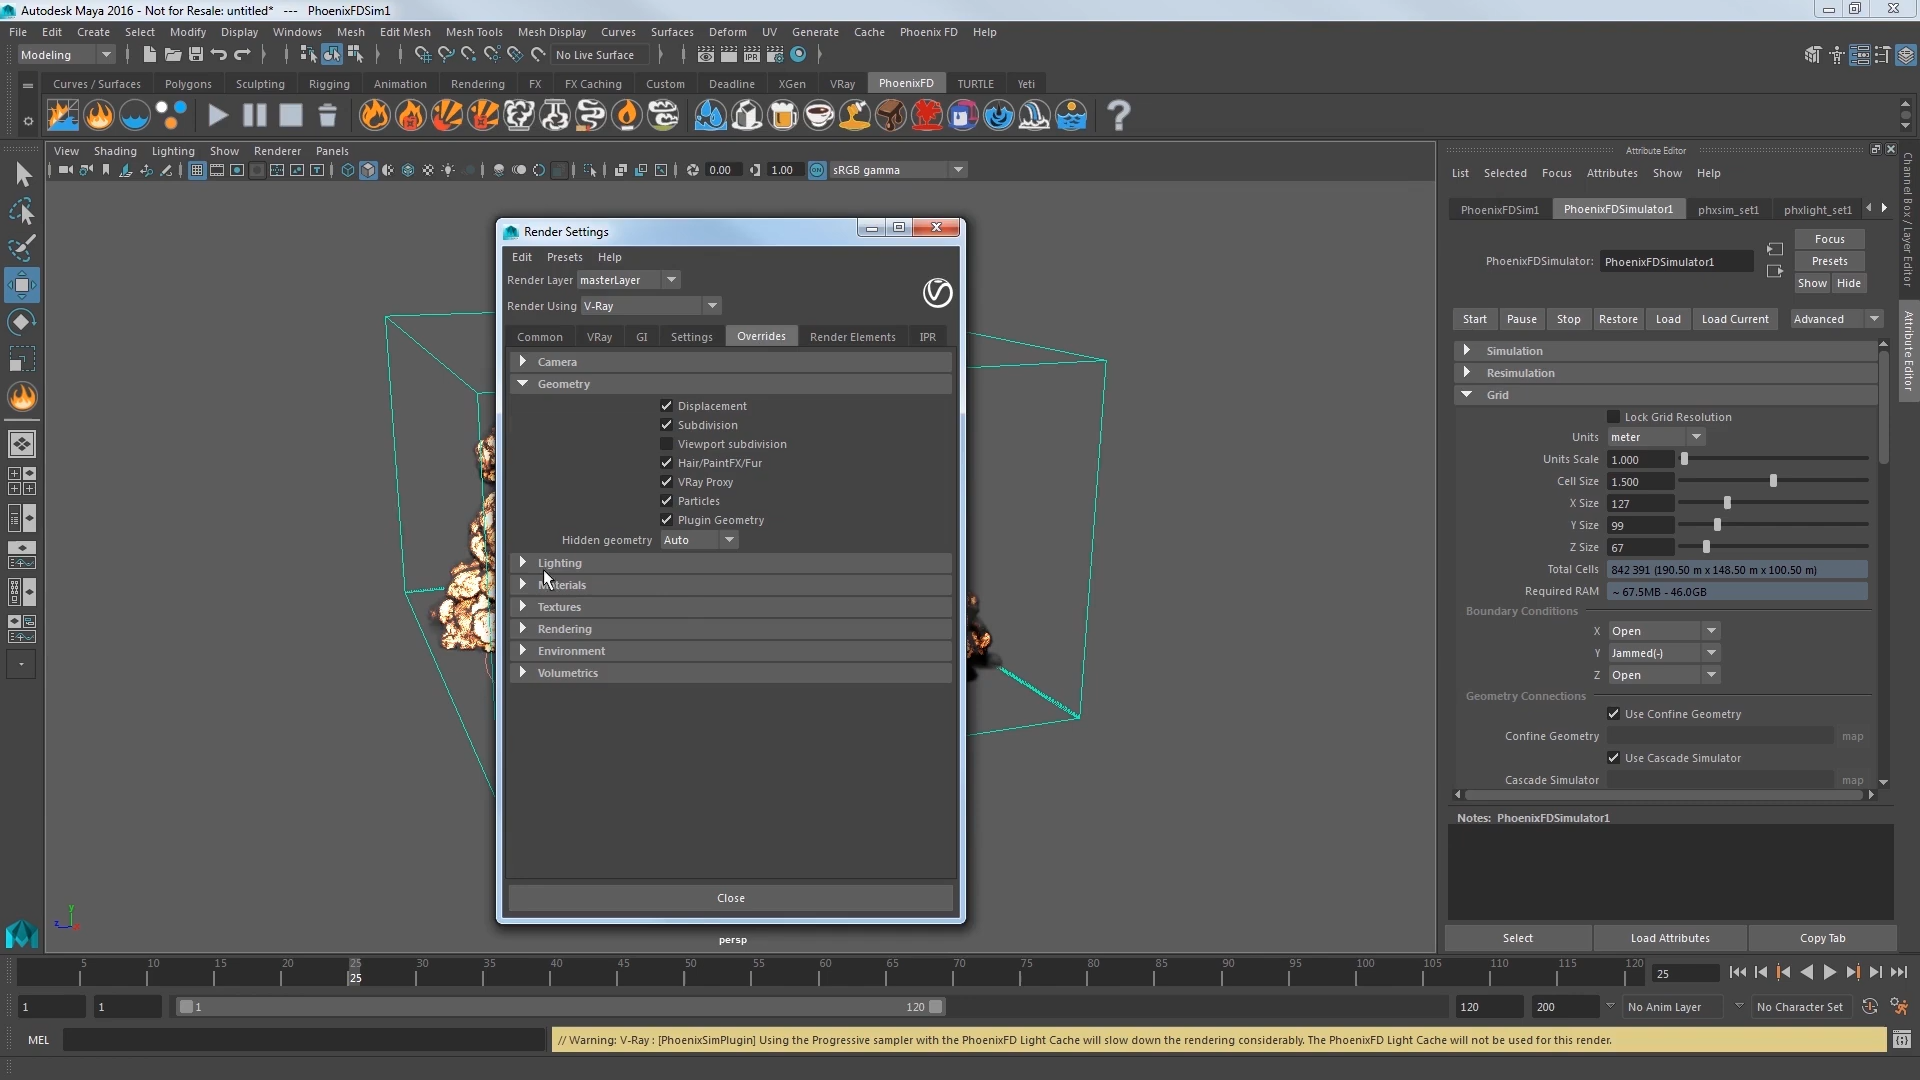 Autodesk Maya 2016 - Not for Resale: untitled*   ---   PhoenixFDSim1
File Edit Create Select Modify Display Windows Mesh Edit Mesh Mesh Tools Mesh Display Curves Surfaces Deform UV Generate Cache Phoenix FD Help
Modeling No Live Surface
Curves / Surfaces Polygons Sculpting Rigging Animation Rendering FX FX Caching Custom Deadline XGen VRay PhoenixFD TURTLE Yeti
View Shading Lighting Show Renderer Panels
0.00 1.00 sRGB gamma
Render Settings
Edit Presets Help
Render Layer masterLayer
Render Using V-Ray
Common VRay GI Settings Overrides Render Elements IPR
Camera
Geometry
Displacement
Subdivision
Viewport subdivision
Hair/PaintFX/Fur
VRay Proxy
Particles
Plugin Geometry
Hidden geometry Auto
Lighting
Materials
Textures
Rendering
Environment
Volumetrics
Close
persp
Attribute Editor
List Selected Focus Attributes Show Help
PhoenixFDSim1 PhoenixFDSimulator1 phxsim_set1 phxlight_set1
Focus
PhoenixFDSimulator: PhoenixFDSimulator1 Presets
Show Hide
Start Pause Stop Restore Load Load Current Advanced
Simulation
Resimulation
Grid
Lock Grid Resolution
Units meter
Units Scale 1.000
Cell Size 1.500
X Size 127
Y Size 99
Z Size 67
Total Cells 842 391 (190.50 m x 148.50 m x 100.50 m)
Required RAM ~ 67.5MB - 46.0GB
Boundary Conditions
X Open
Y Jammed(-)
Z Open
Geometry Connections
Use Confine Geometry
Confine Geometry map
Use Cascade Simulator
Cascade Simulator map
Notes: PhoenixFDSimulator1
Select Load Attributes Copy Tab
Channel Box / Layer Editor
Attribute Editor
5 10 15 20 25 30 35 40 45 50 55 60 65 70 75 80 85 90 95 100 105 110 115 120
25 25
1 1 1 120 120 200 No Anim Layer No Character Set
MEL // Warning: V-Ray : [PhoenixSimPlugin] Using the Progressive sampler with the PhoenixFD Light Cache will slow down the rendering considerably. The PhoenixFD Light Cache will not be used for this render.